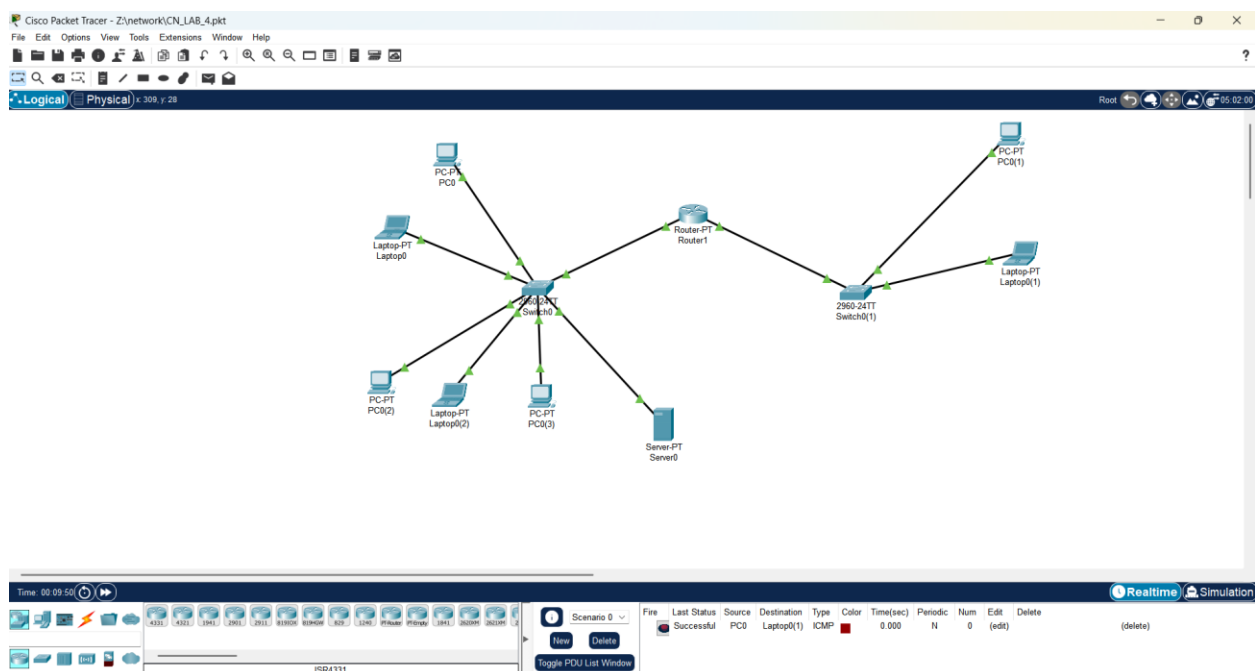 Cisco Packet Tracer - Z:\network\CN_LAB_4.pkt
File Edit Options View Tools Extensions Window Help
?
Logical Physical x: 309, y: 28 Root 05:02:00
PC-PT
PC0
PC-PT
PC0(1)
Laptop-PT
Laptop0
Router-PT
Router1
Laptop-PT
Laptop0(1)
2960-24TT
Switch0
2960-24TT
Switch0(1)
PC-PT
PC0(2)
Laptop-PT
Laptop0(2)
PC-PT
PC0(3)
Server-PT
Server0
Time: 00:09:50 Realtime Simulation
4331 4321 1941 2901 2911 819HGW 829 1240 PT-Router PT-Empty 1841 2620XM 2621XM
ISR4331
Scenario 0
New Delete
Toggle PDU List Window
Fire Last Status Source Destination Type Color Time(sec) Periodic Num Edit Delete
Successful PC0 Laptop0(1) ICMP 0.000 N 0 (edit) (delete)